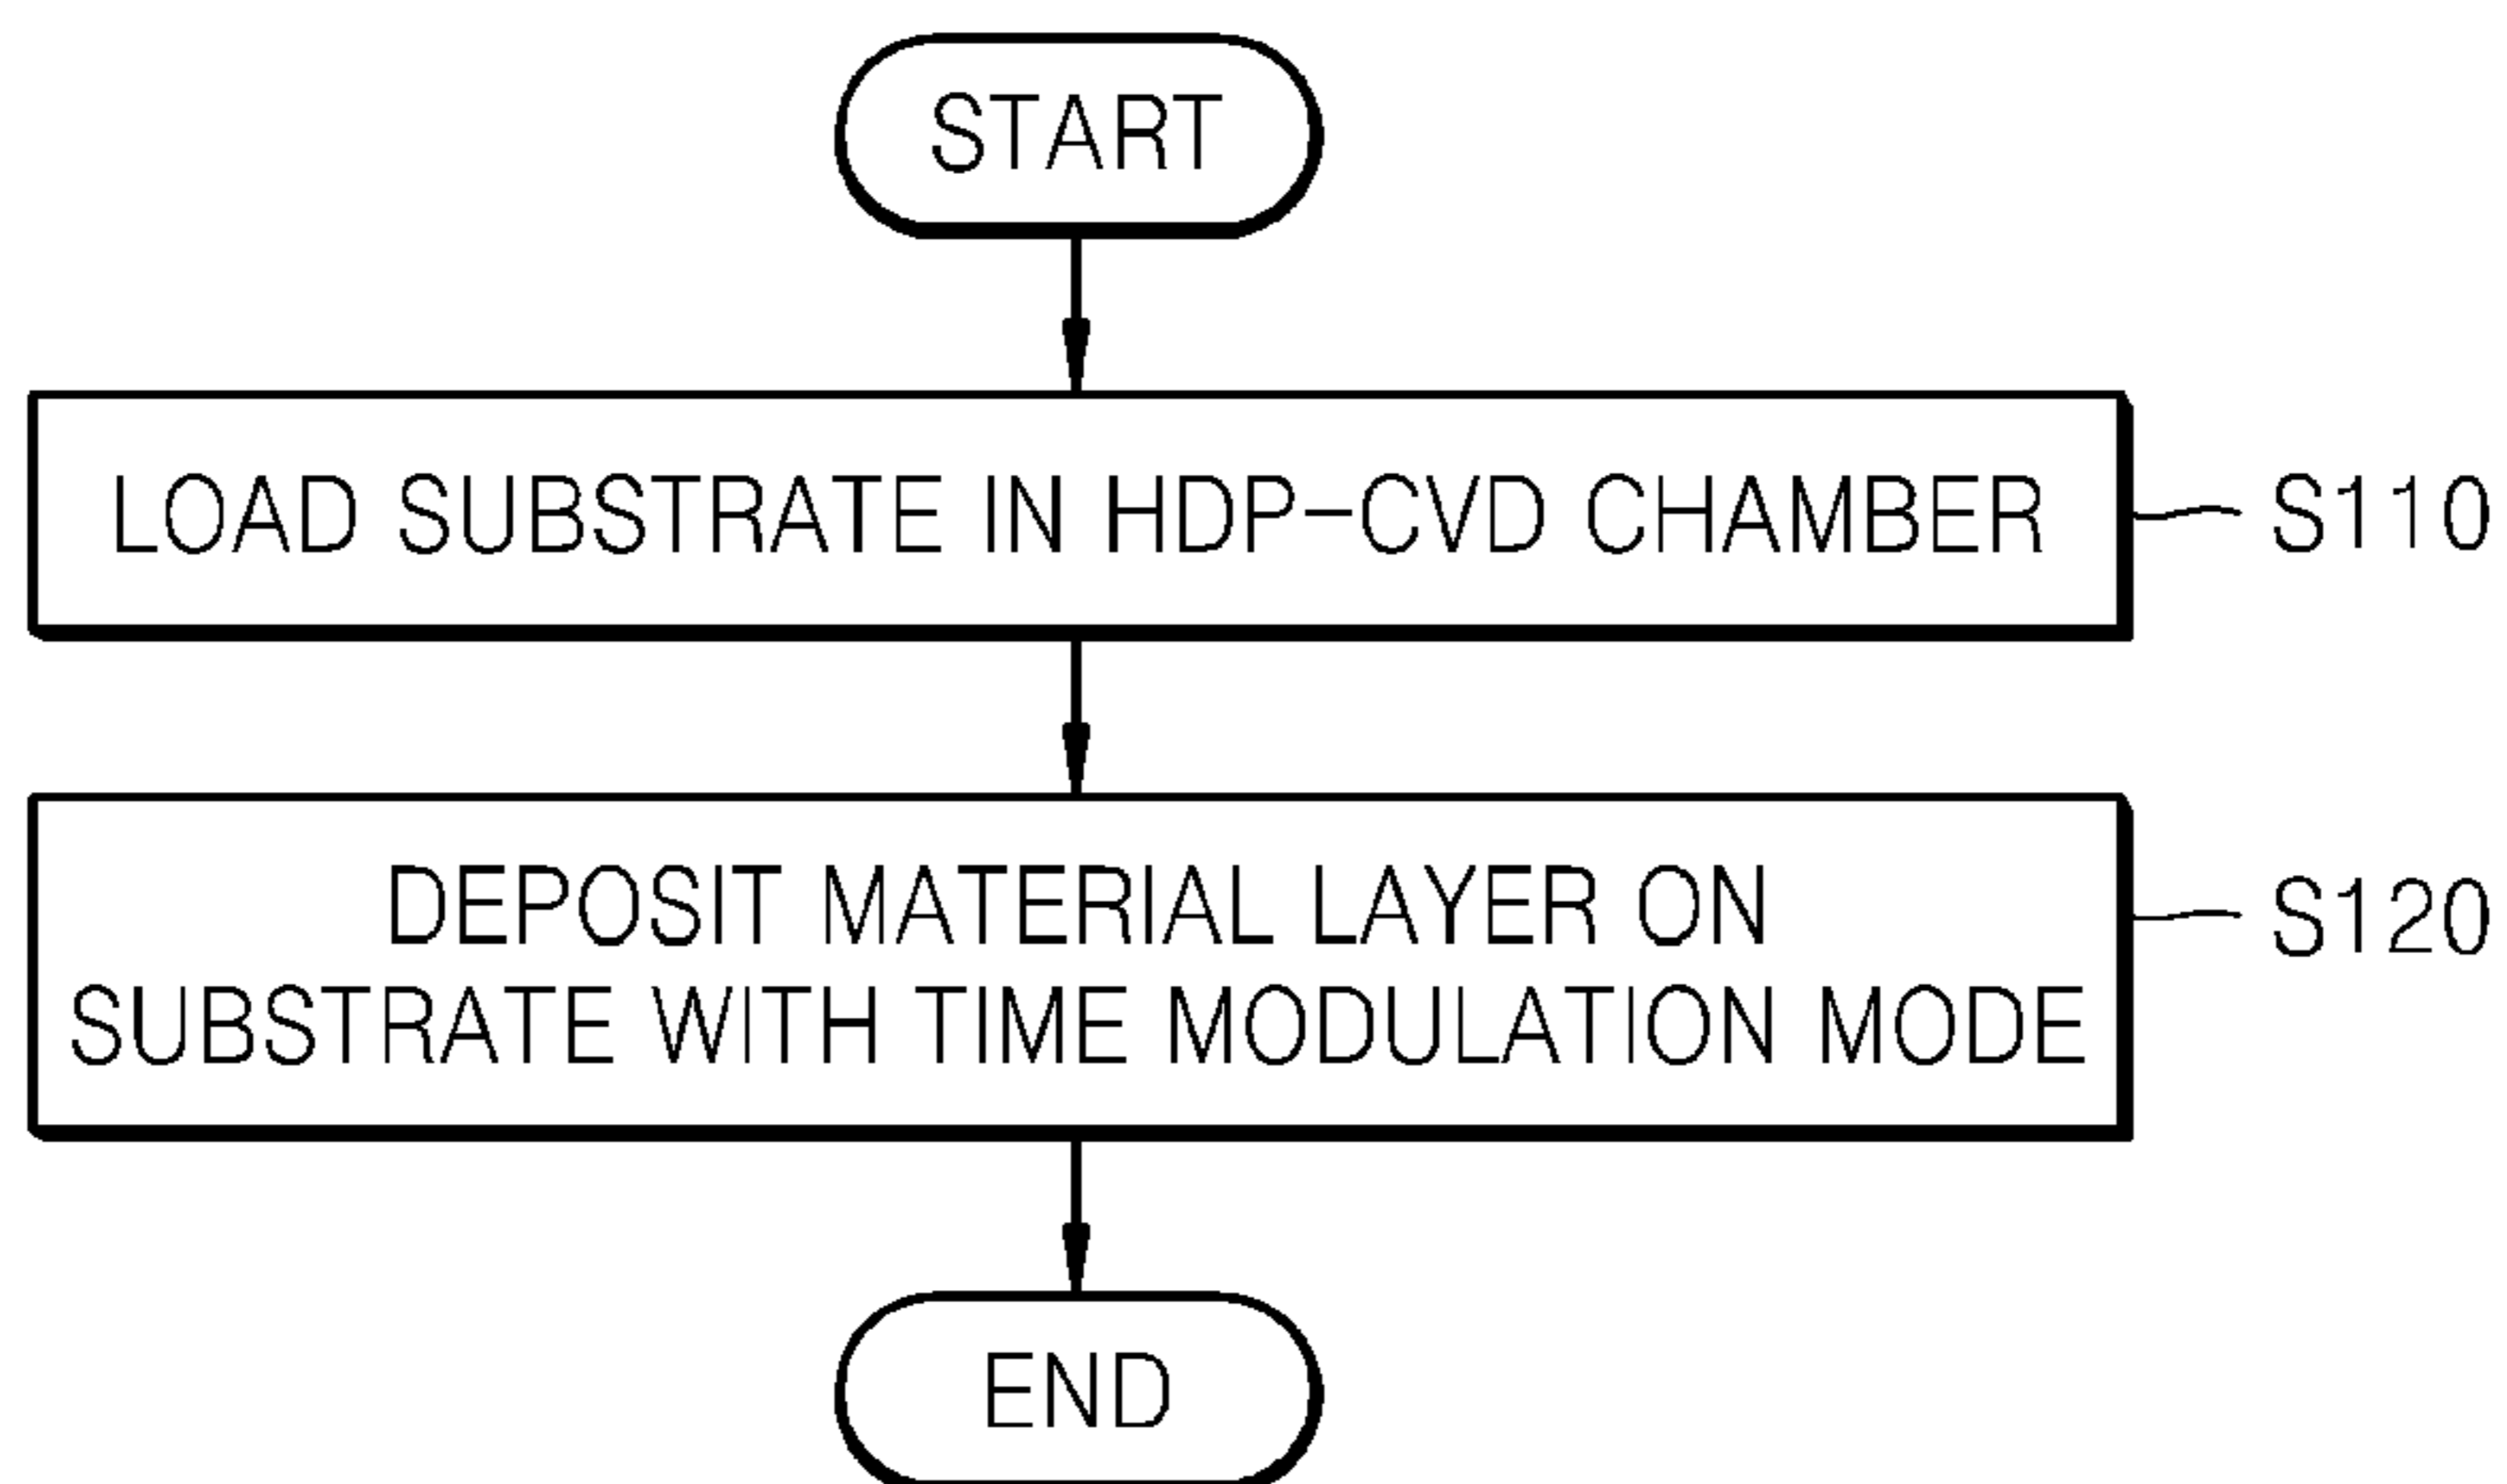 START
LOAD SUBSTRATE IN HDP-CVD CHAMBER
S110
DEPOSIT MATERIAL LAYER ON
SUBSTRATE WITH TIME MODULATION MODE
S120
END